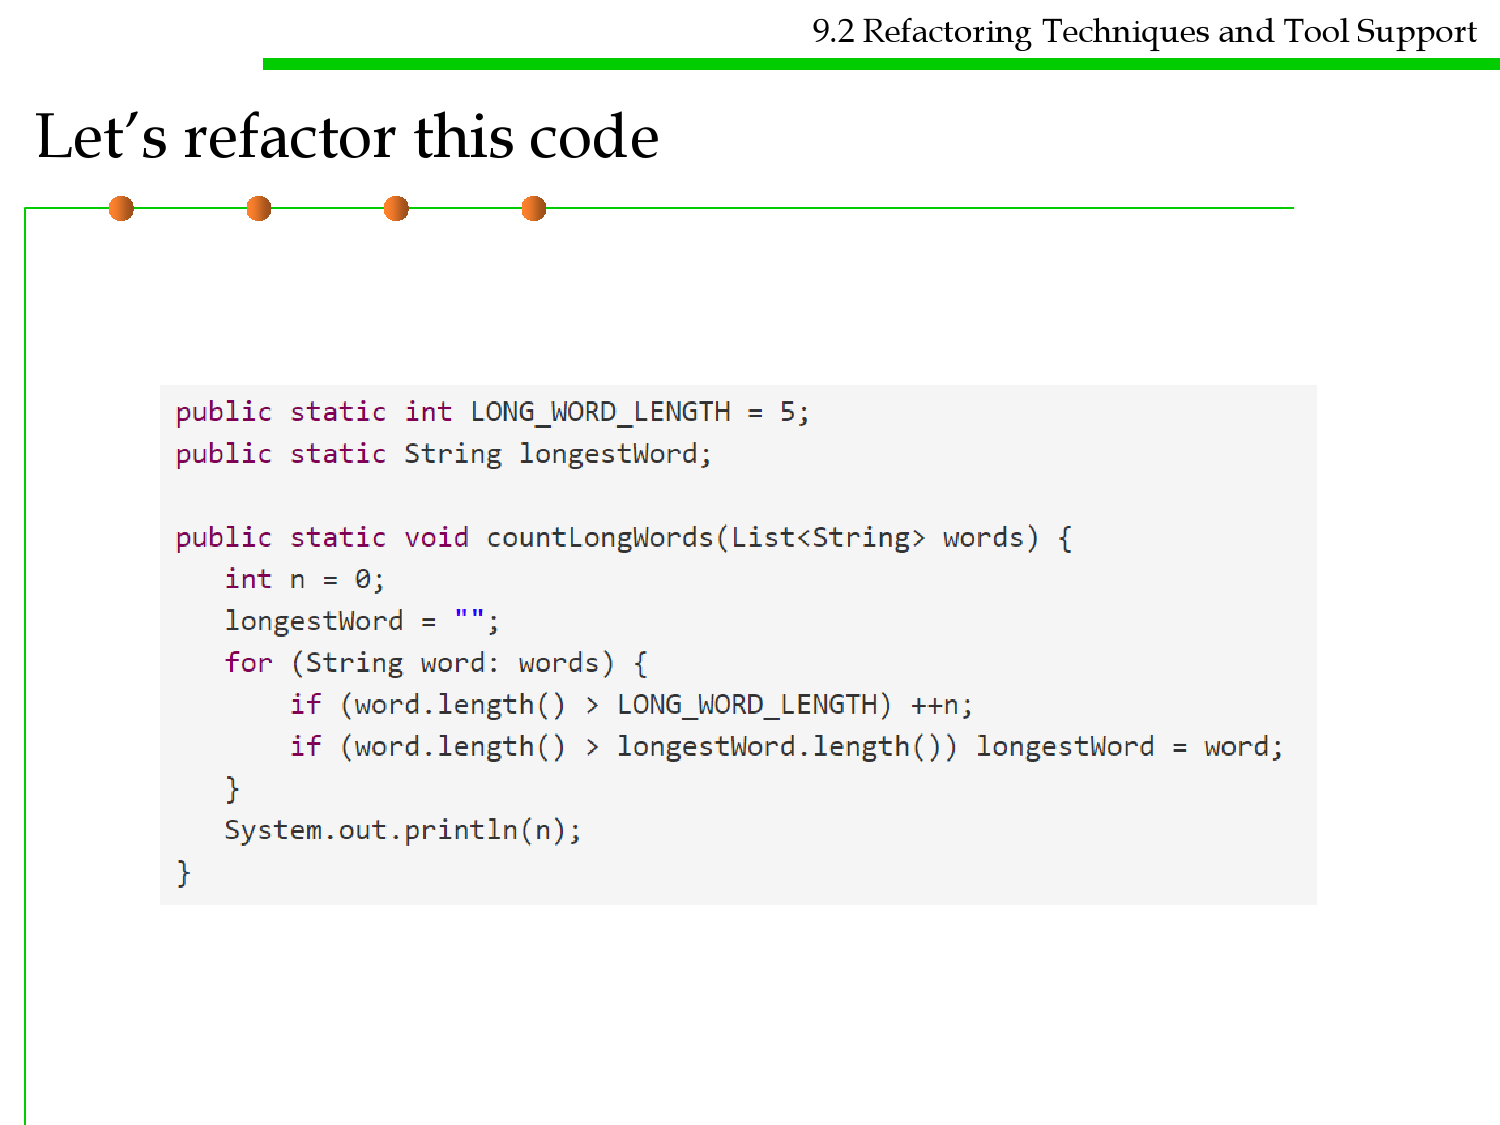 9.2 Refactoring Techniques and Tool Support
Let’s refactor this code
public static int LONG_WORD_LENGTH = 5;
public static String longestWord;
public static void countLongWords(List<String> words) {
   int n = 0;
   longestWord = "";
   for (String word: words) {
       if (word.length() > LONG_WORD_LENGTH) ++n;
       if (word.length() > longestWord.length()) longestWord = word;
   }
   System.out.println(n);
}